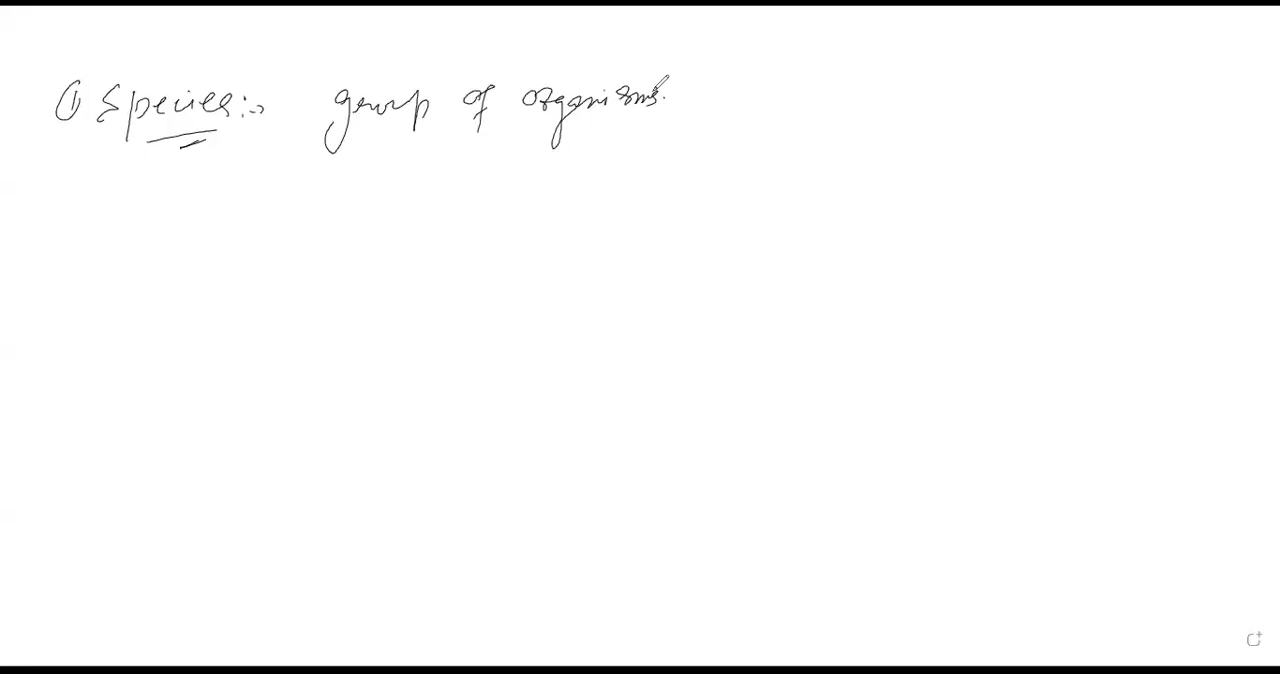 ① Species:- group of organisms.